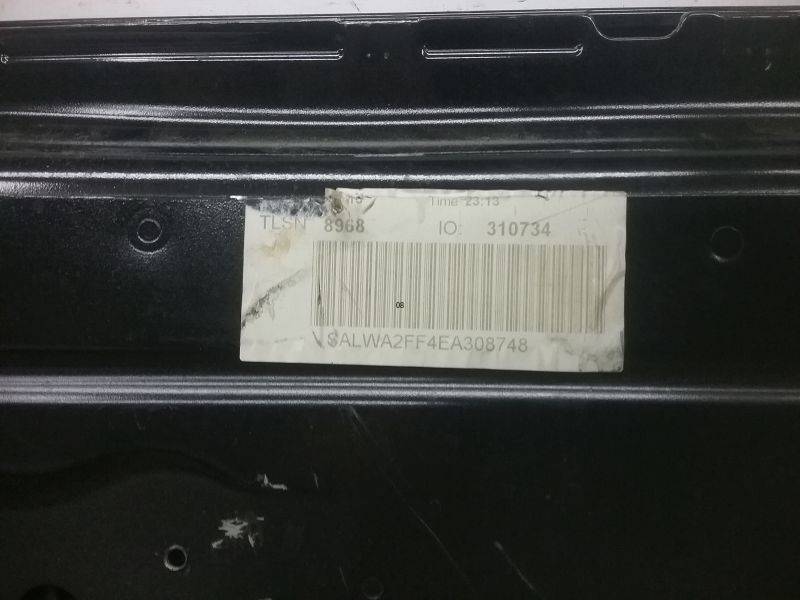 Time 23:13
TLSN 8968 IO: 310734
08
SALWA2FF4EA308748